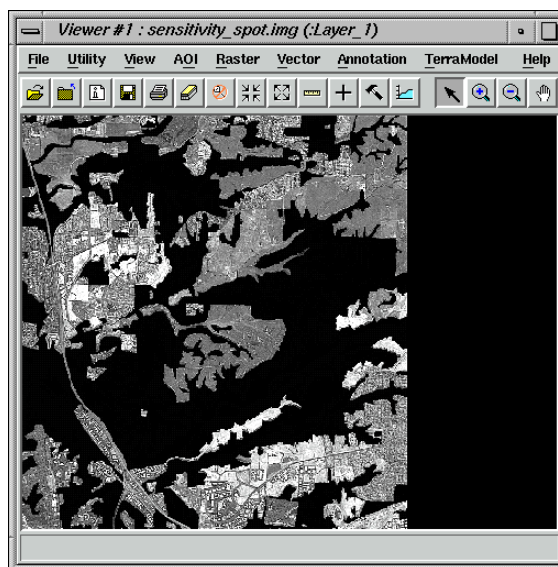 Viewer #1 : sensitivity_spot.img (:Layer_1)
File Utility View AOI Raster Vector Annotation TerraModel Help